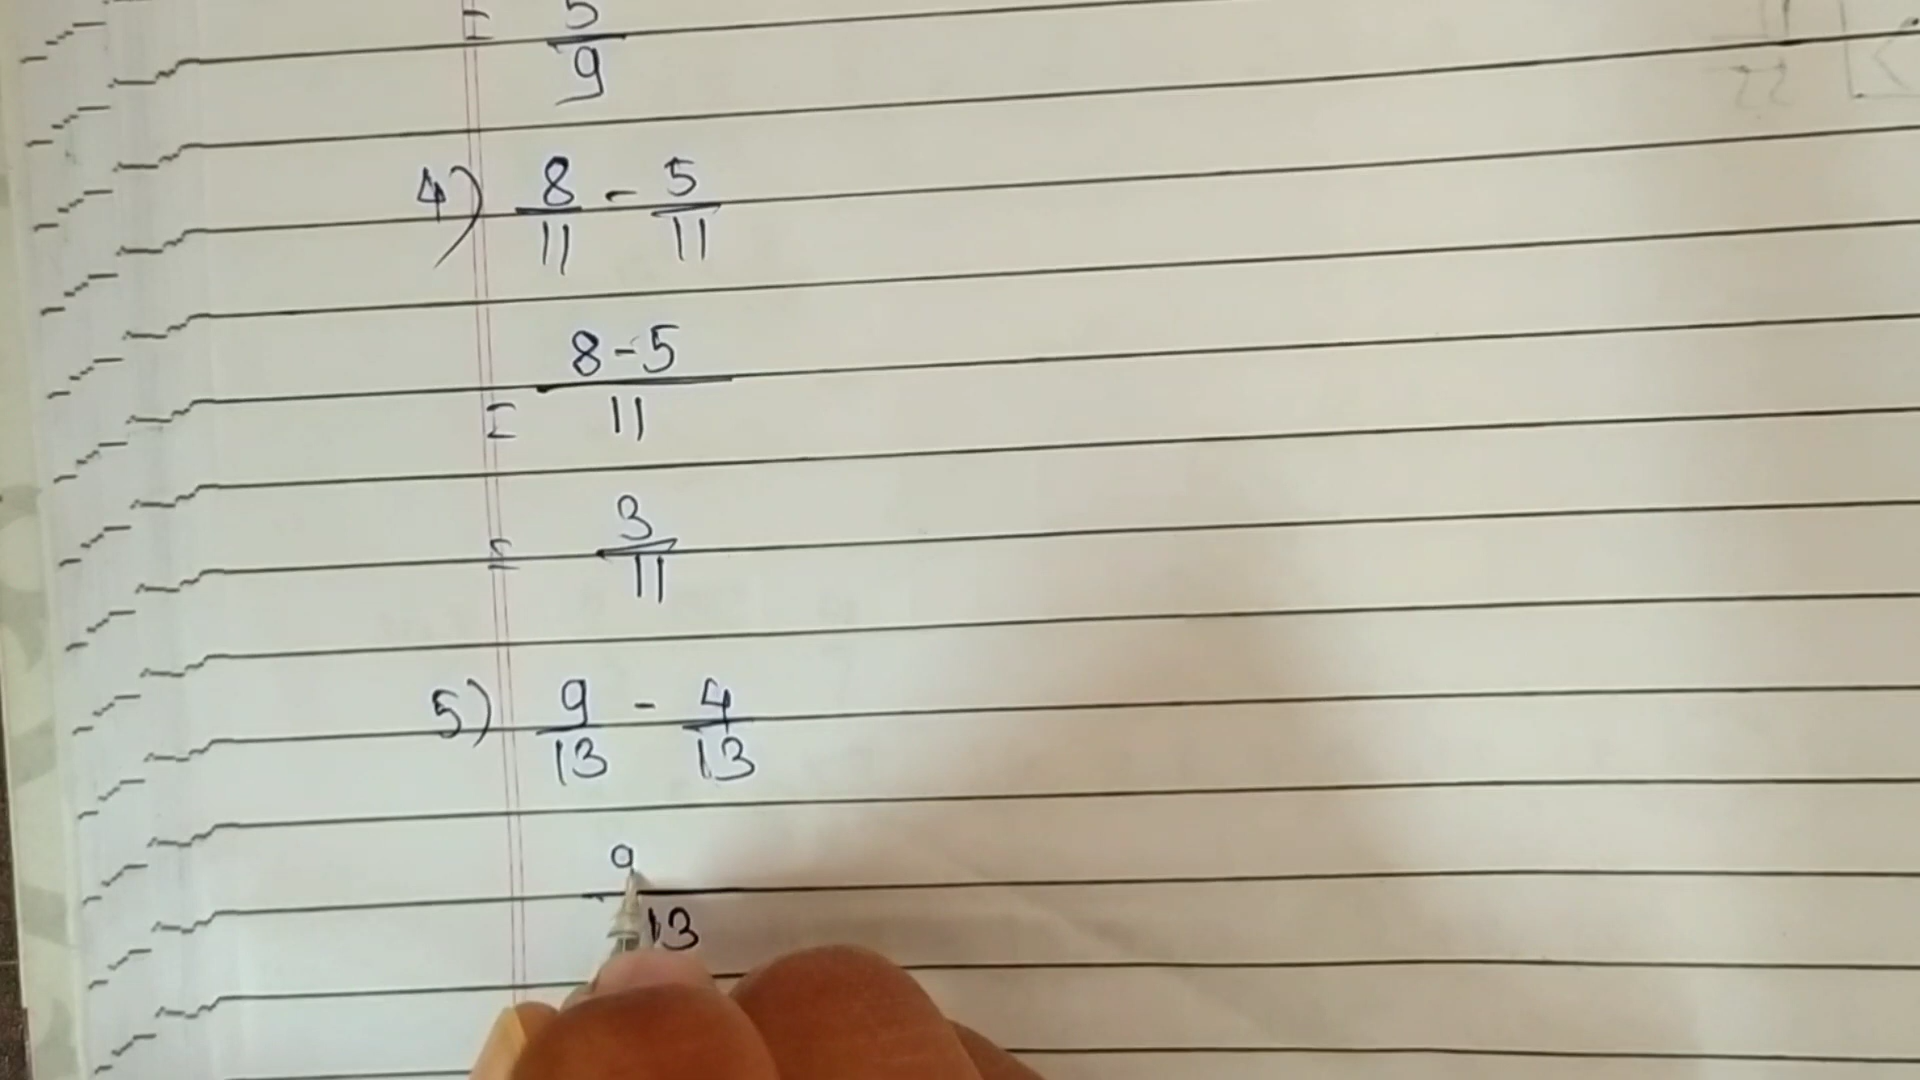 = 5/9
4) 8/11 - 5/11
= 8-5/11
= 3/11
5) 9/13 - 4/13
9/13